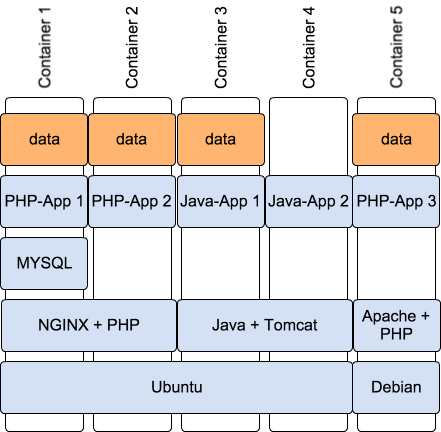 Container 1
Container 2
Container 3
Container 4
Container 5
data
data
data
data
PHP-App 1
PHP-App 2
Java-App 1
Java-App 2
PHP-App 3
MYSQL
NGINX + PHP
Java + Tomcat
Apache +
PHP
Ubuntu
Debian